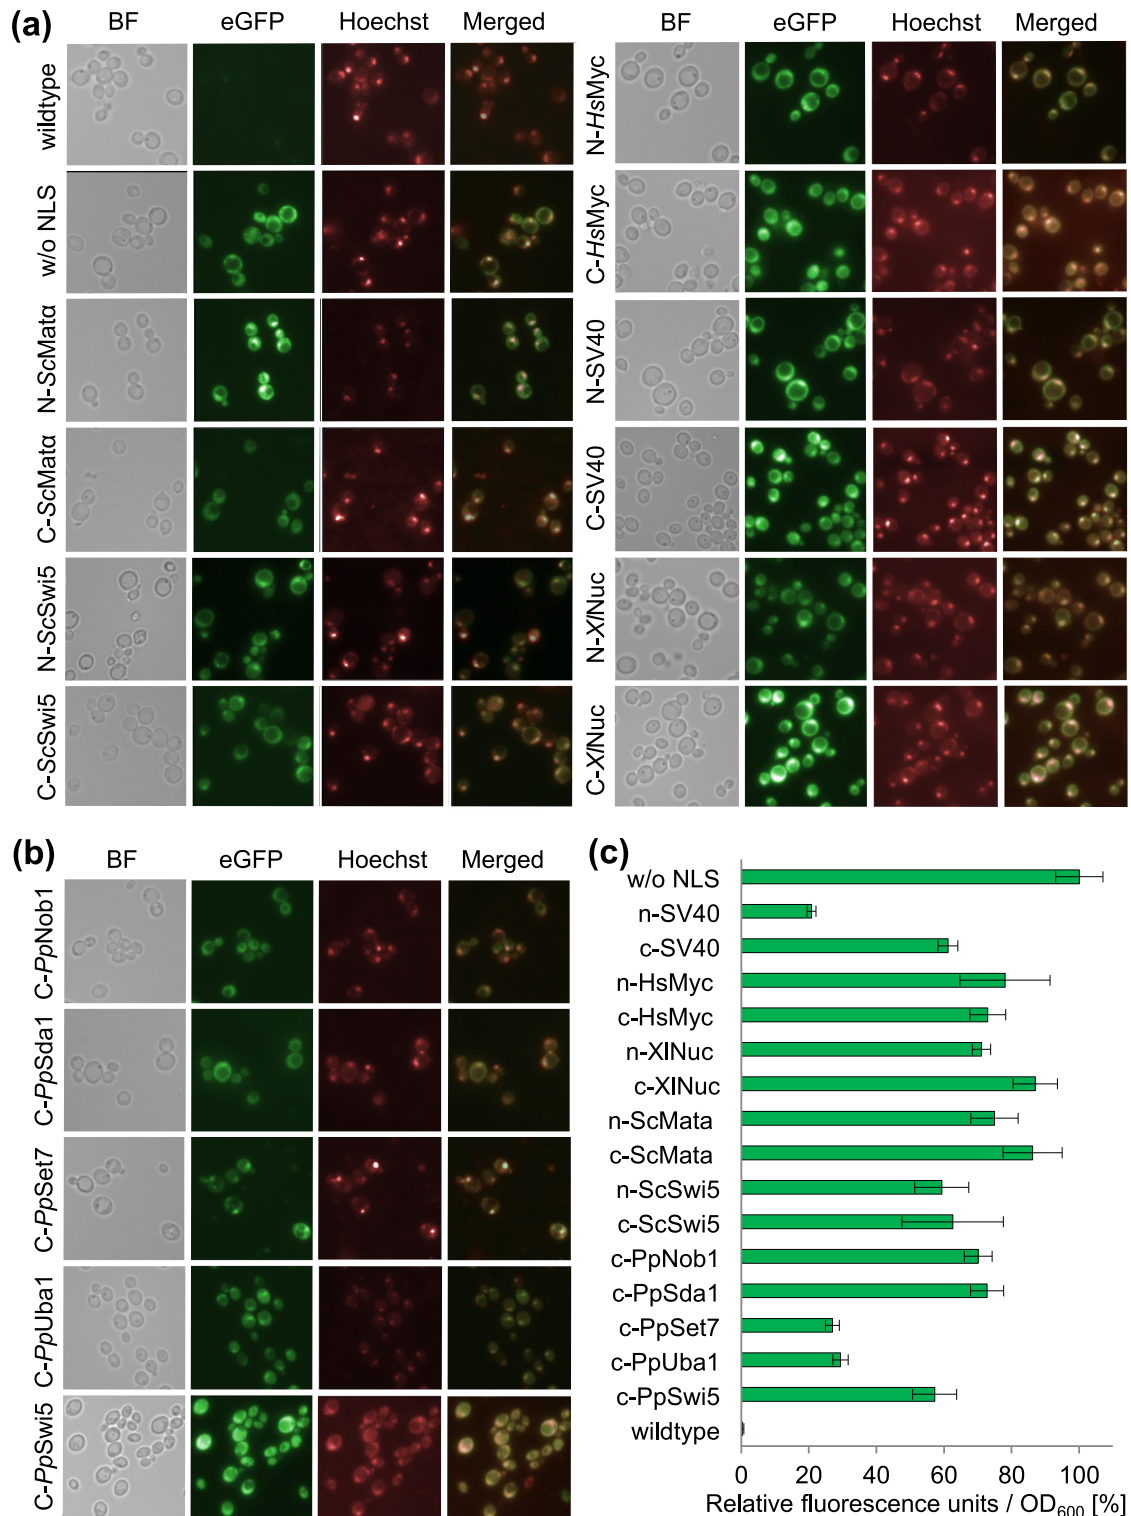 (a)
BF eGFP Hoechst Merged
wildtype
w/o NLS
N-ScMatα
C-ScMatα
N-ScSwi5
C-ScSwi5
BF eGFP Hoechst Merged
N-HsMyc
C-HsMyc
N-SV40
C-SV40
N-XlNuc
C-XlNuc
(b)
BF eGFP Hoechst Merged
C-PpNob1
C-PpSda1
C-PpSet7
C-PpUba1
C-PpSwi5
(c)
w/o NLS
n-SV40
c-SV40
n-HsMyc
c-HsMyc
n-XlNuc
c-XlNuc
n-ScMata
c-ScMata
n-ScSwi5
c-ScSwi5
c-PpNob1
c-PpSda1
c-PpSet7
c-PpUba1
c-PpSwi5
wildtype
0 20 40 60 80 100
Relative fluorescence units / OD600 [%]